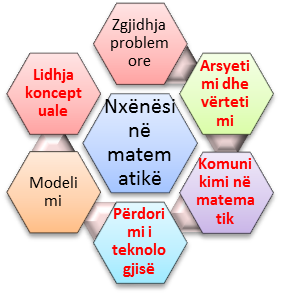 Zgjidhja
problem
ore
Arsyeti
mi dhe
vërteti
mi
Komuni
kimi në
matema
tik
Përdori
mi i
teknolo
gjisë
Modeli
mi
Lidhja
koncept
uale
Nxënësi
në
matem
atikë